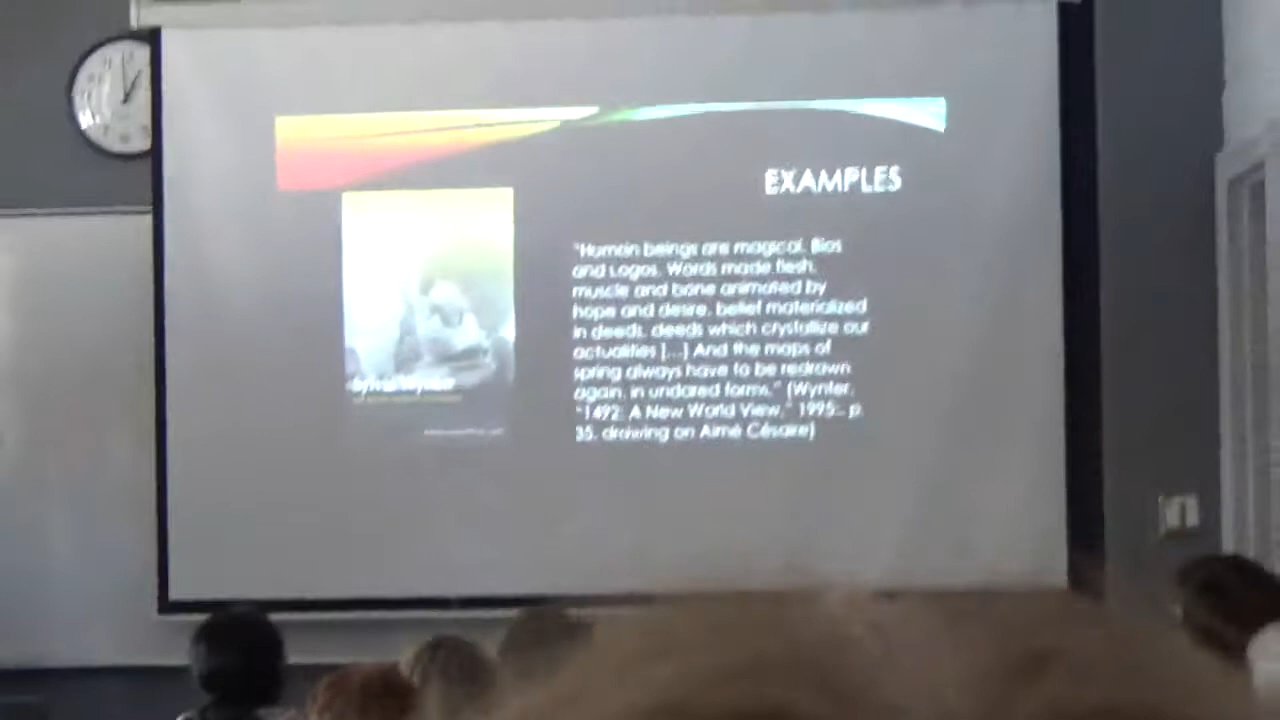 EXAMPLES
"Human beings are magical. Bios
and Logos. Words made flesh,
muscle and bone animated by
hope and desire, belief materialized
in deeds, deeds which crystallize our
actualities [...] And the maps of
spring always have to be redrawn
again, in undared forms." (Wynter,
"1492: A New World View," 1995: p.
35, drawing on Aimé Césaire)
Sylvia Wynter